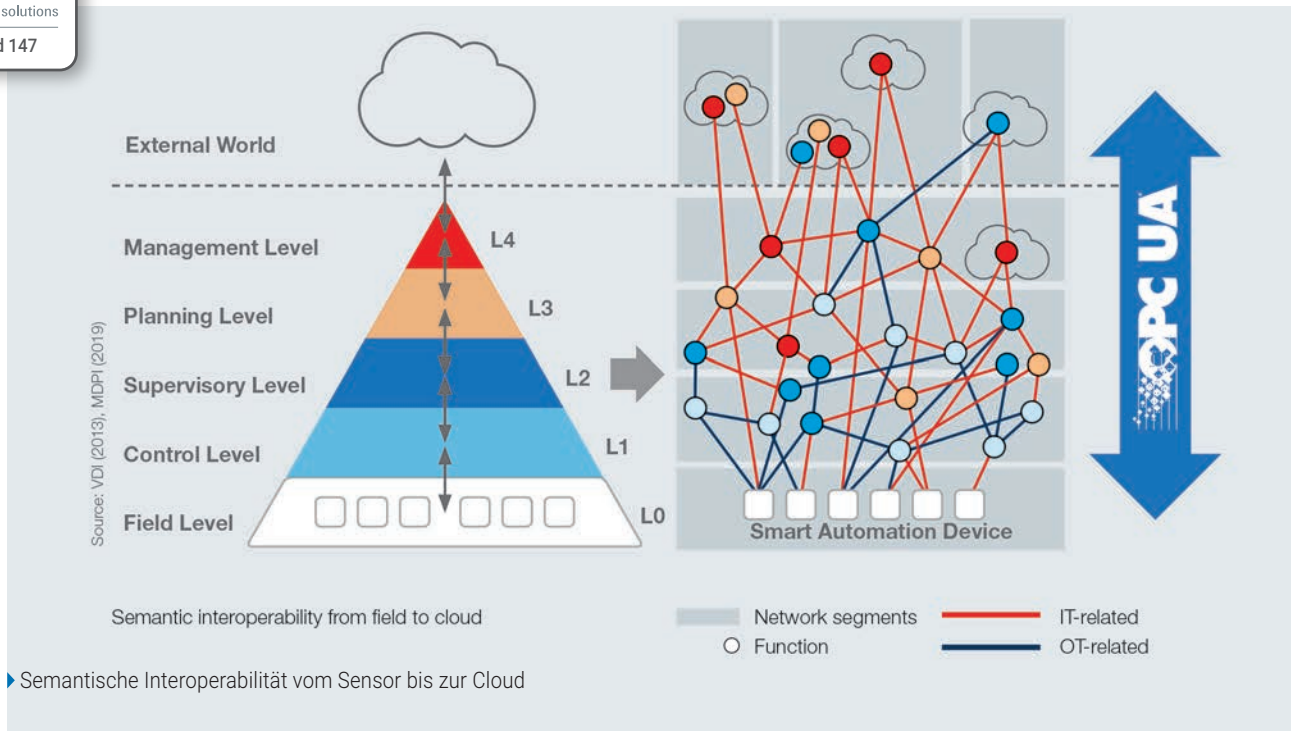 solutions
147
External World
Management Level
L4
Planning Level
L3
Supervisory Level
L2
Control Level
L1
Field Level
L0
Source: VDI (2013), MDPI (2019)
Smart Automation Device
OPC UA
Semantic interoperability from field to cloud
Network segments
IT-related
Function
OT-related
Semantische Interoperabilität vom Sensor bis zur Cloud